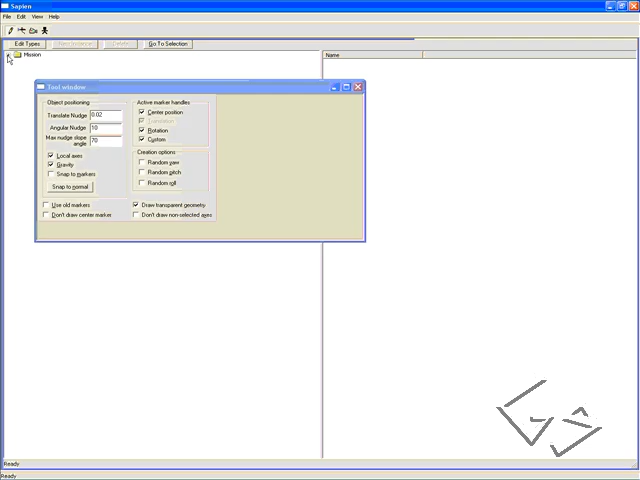 Sapien
File Edit View Help
Edit Types New Instance Delete Go To Selection
Mission
Name
Tool window
Object positioning
Translate Nudge 0.02
Angular Nudge 10
Max nudge slope angle 70
Local axes
Gravity
Snap to markers
Snap to normal
Active marker handles
Center position
Translation
Rotation
Custom
Creation options
Random yaw
Random pitch
Random roll
Use old markers
Don't draw center marker
Draw transparent geometry
Don't draw non-selected axes
Ready
Ready